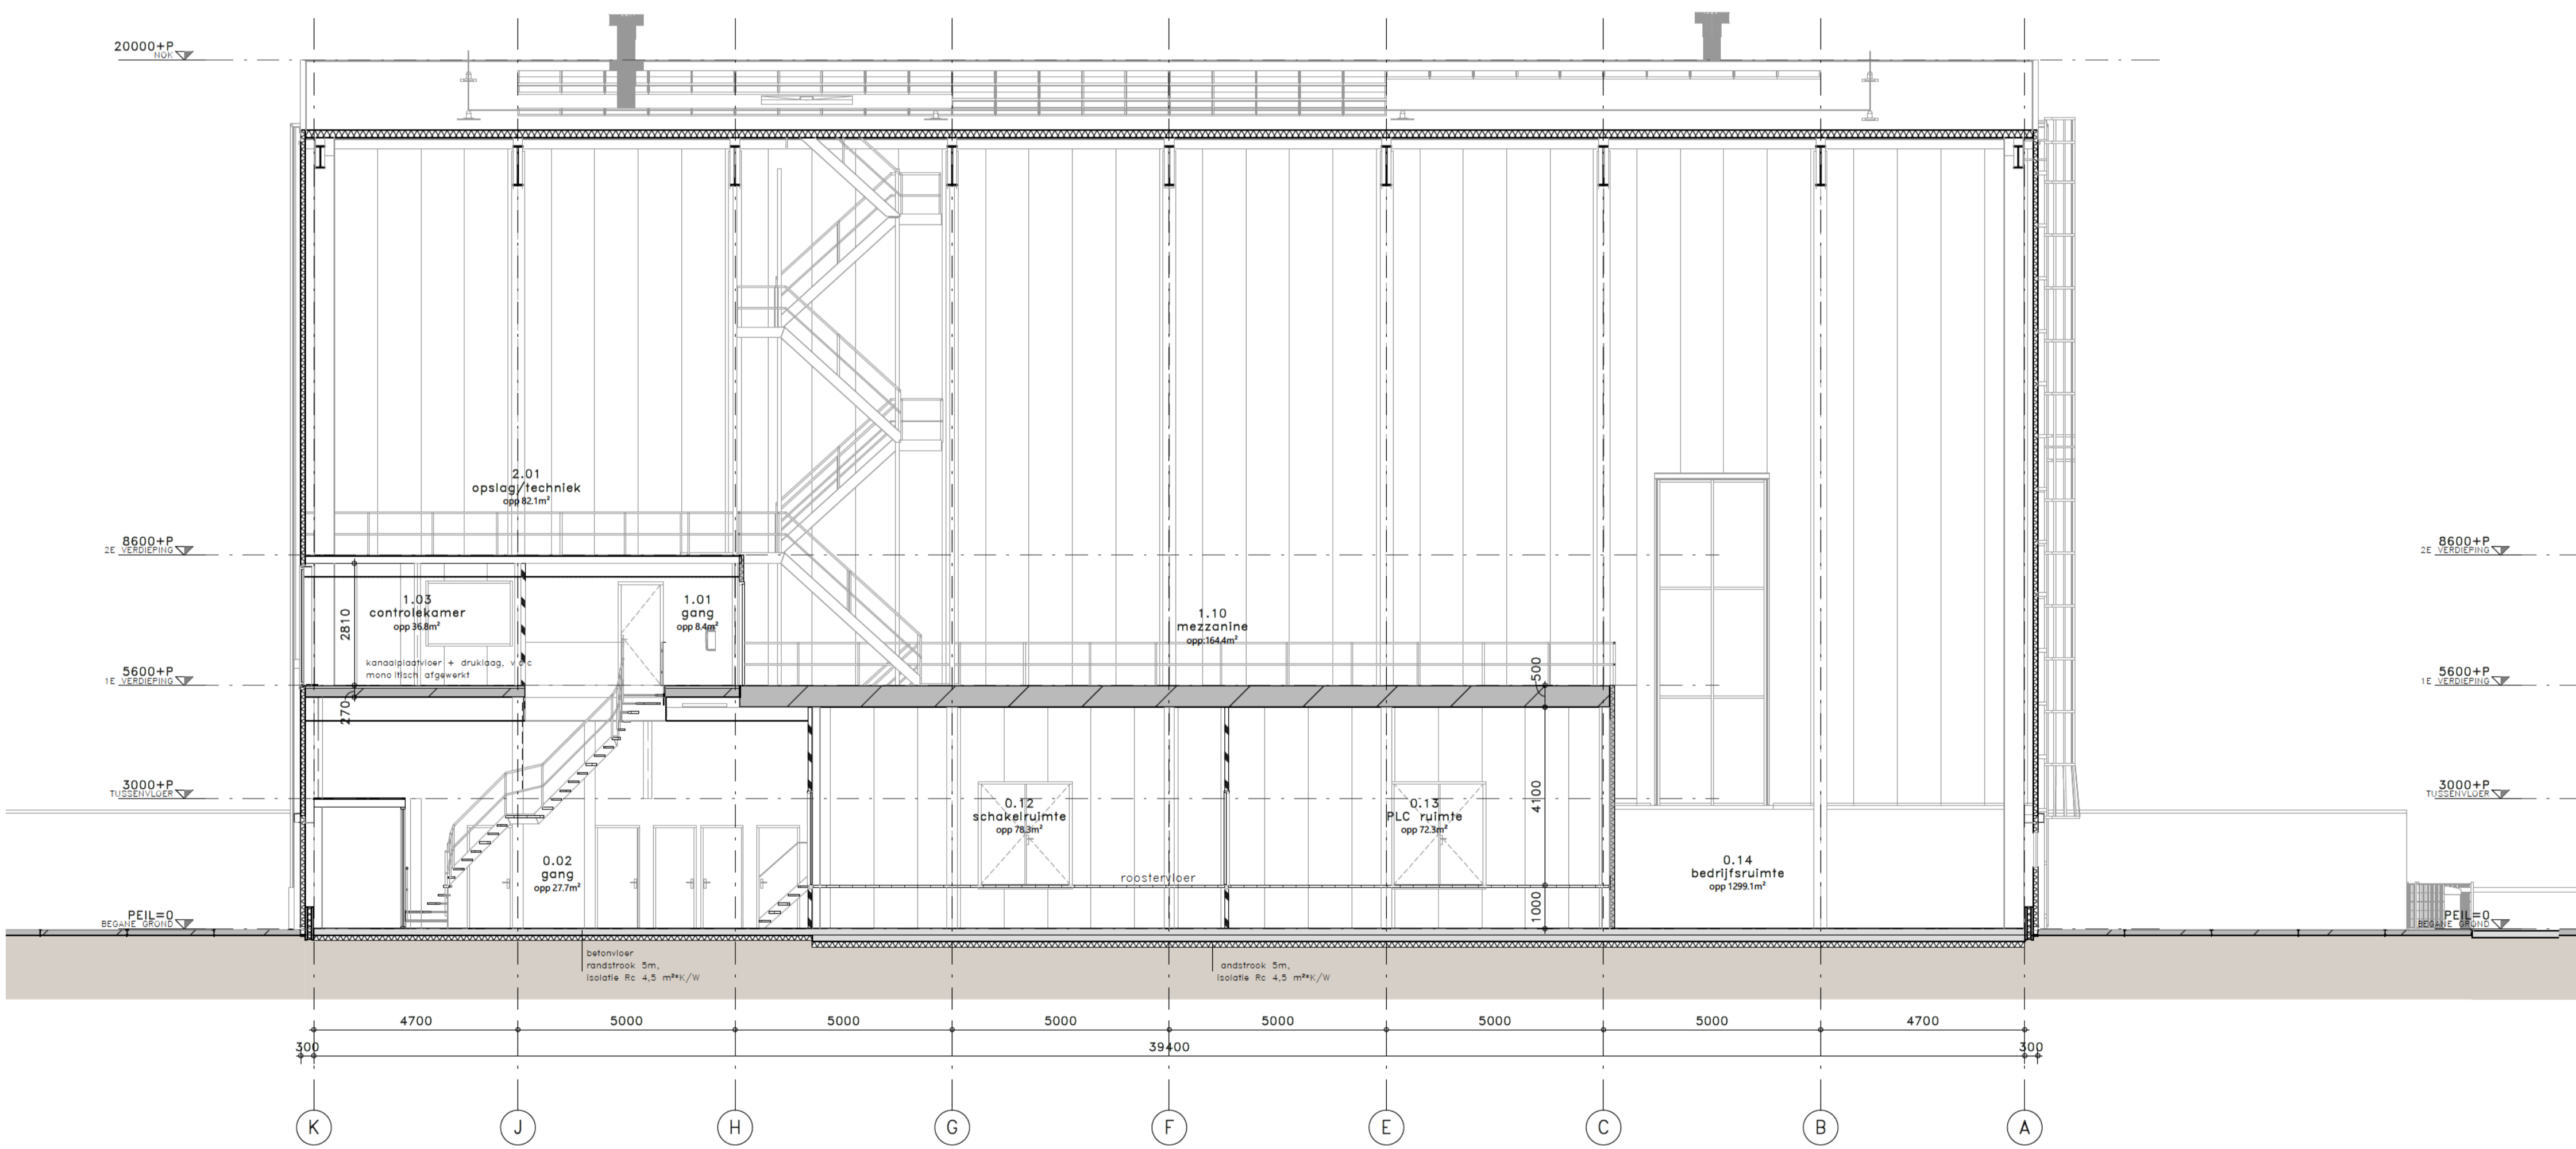 20000+P
NOK
2.01
opslag/techniek
opp 82.1m²
8600+P
2E VERDIEPING
8600+P
2E VERDIEPING
1.03
controlekamer
opp 36.8m²
1.01
gang
opp 8.4m²
1.10
mezzanine
opp:164.4m²
2810
kanaalplaatvloer + druklaag,
monolitisch afgewerkt
5600+P
1E VERDIEPING
500
5600+P
1E VERDIEPING
270
3000+P
TUSSENVLOER
0.12
schakelruimte
opp 78.3m²
0.13
PLC ruimte
opp 72.3m²
4100
3000+P
TUSSENVLOER
0.02
gang
opp 27.7m²
roostervloer
0.14
bedrijfsruimte
opp 1299.1m²
1000
PEIL=0
BEGANE GROND
PEIL=0
BEGANE GROND
betonvloer
randstrook 5m,
isolatie Rc 4,5 m²*K/W
andstrook 5m,
isolatie Rc 4,5 m²*K/W
4700 5000 5000 5000 5000 5000 5000 4700
300 39400 300
K J H G F E C B A